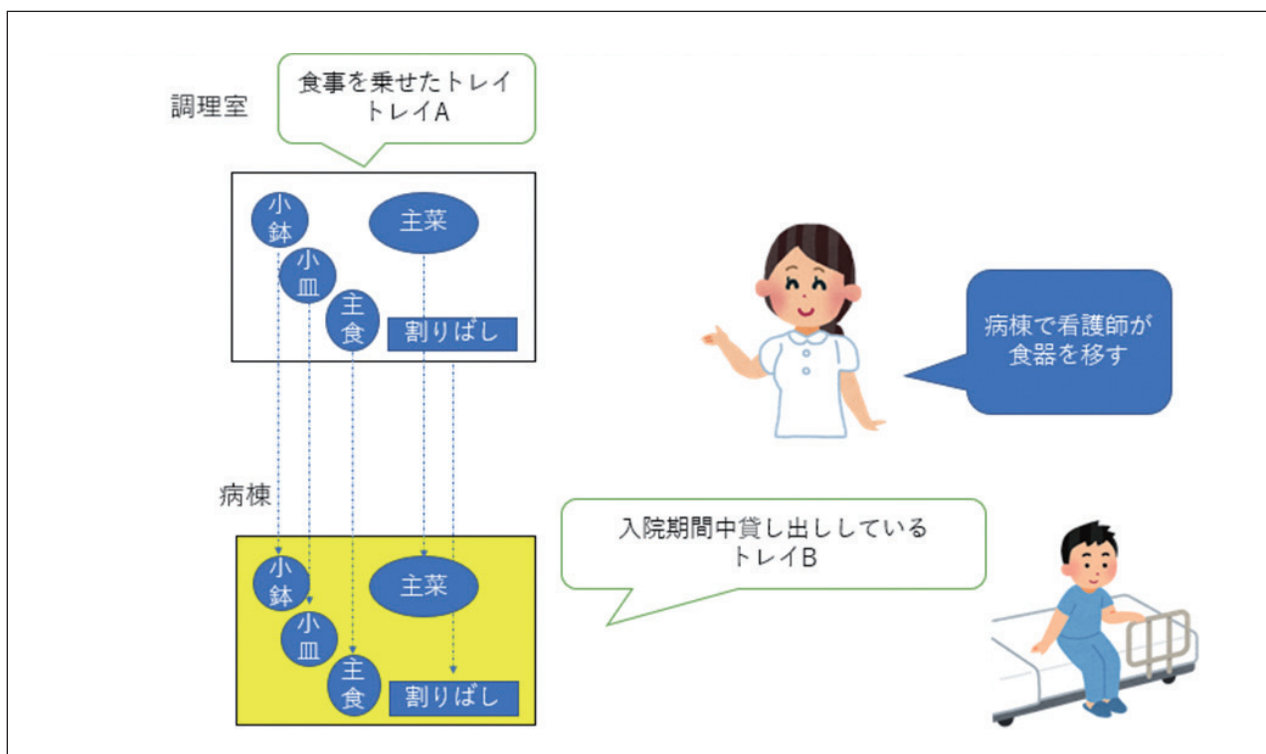 調理室
食事を乗せたトレイ
トレイA
小
鉢
小
皿
主
食
主菜
割りばし
病棟で看護師が
食器を移す
病棟
入院期間中貸し出ししている
トレイB
小
鉢
小
皿
主
食
主菜
割りばし